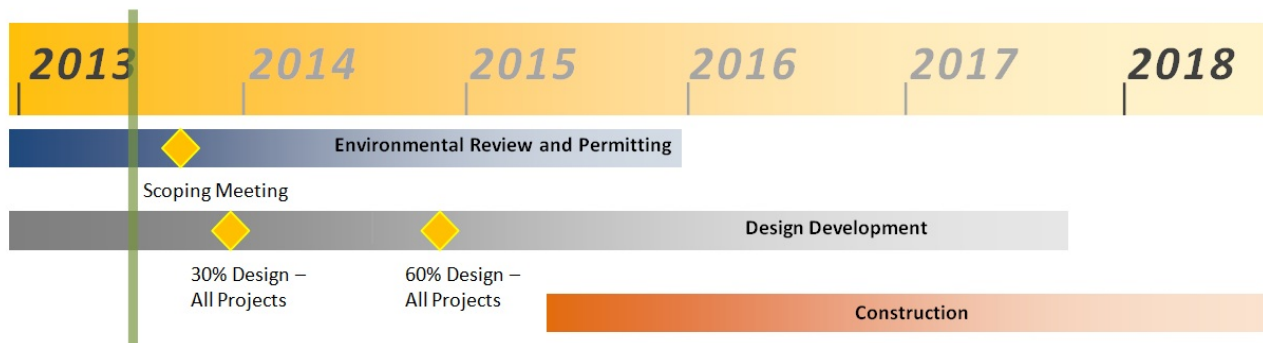 2013 2014 2015 2016 2017 2018
Environmental Review and Permitting
Scoping Meeting
Design Development
30% Design –
All Projects
60% Design –
All Projects
Construction